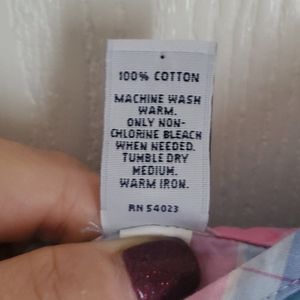 100% COTTON
MACHINE WASH
WARM.
ONLY NON-
CHLORINE BLEACH
WHEN NEEDED.
TUMBLE DRY
MEDIUM.
WARM IRON.
RN 54023